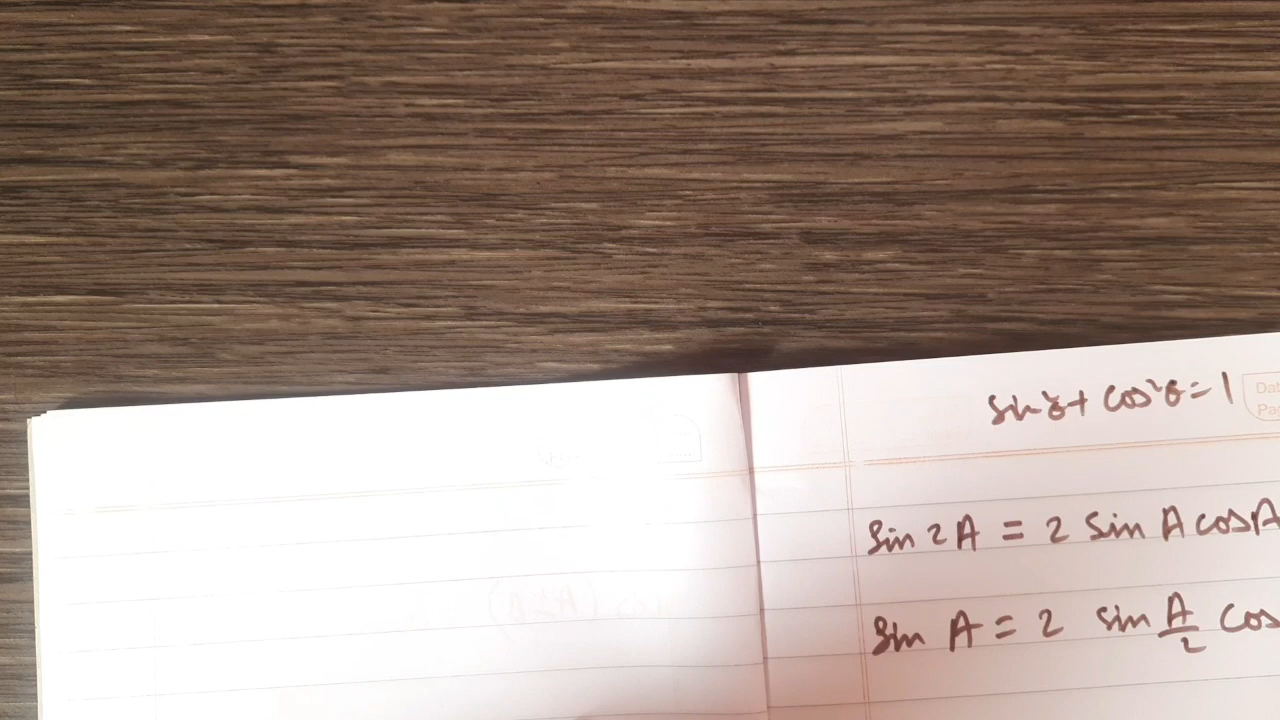 sin²θ + cos²θ = 1
sin 2A = 2 sin A cos A
sin A = 2 sin A/2 cos